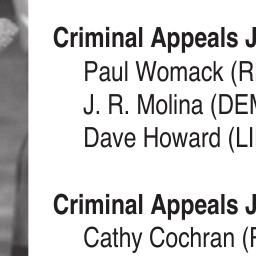 Criminal Appeals J
Paul Womack (R
J. R. Molina (DEM
Dave Howard (LI
Criminal Appeals J
Cathy Cochran (R